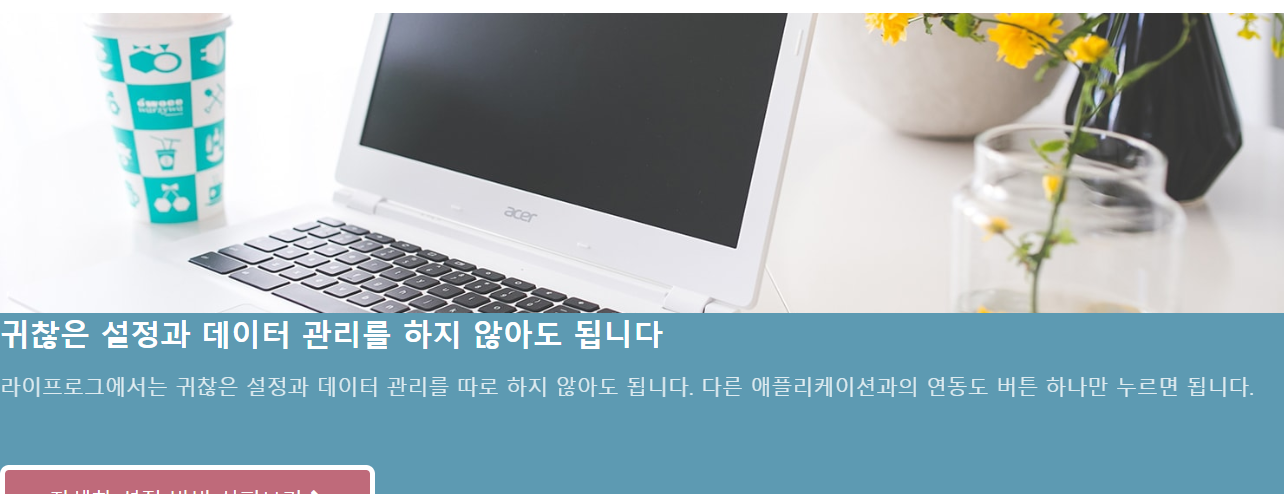 acer
귀찮은 설정과 데이터 관리를 하지 않아도 됩니다
라이프로그에서는 귀찮은 설정과 데이터 관리를 따로 하지 않아도 됩니다. 다른 애플리케이션과의 연동도 버튼 하나만 누르면 됩니다.